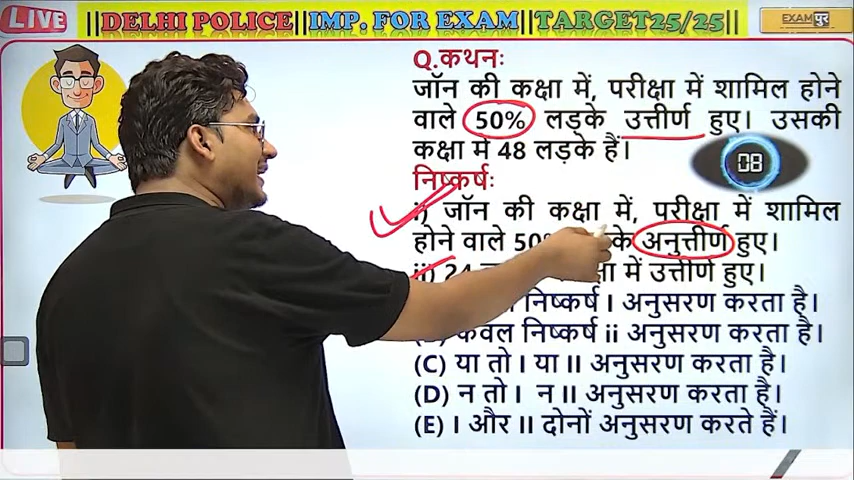 LIVE ||DELHI POLICE||IMP. FOR EXAM||TARGET25/25|| EXAMपुर
Q.कथनः
जॉन की कक्षा में, परीक्षा में शामिल होने
वाले 50% लड़के उत्तीर्ण हुए। उसकी
कक्षा में 48 लड़के हैं।
08
निष्कर्षः
i) जॉन की कक्षा में, परीक्षा में शामिल
होने वाले अनुत्तीर्ण हुए।
ii) 24 में उत्तीर्ण हुए।
निष्कर्ष I अनुसरण करता है।
केवल निष्कर्ष ii अनुसरण करता है।
(C) या तो I या II अनुसरण करता है।
(D) न तो I न II अनुसरण करता है।
(E) I और II दोनों अनुसरण करते हैं।